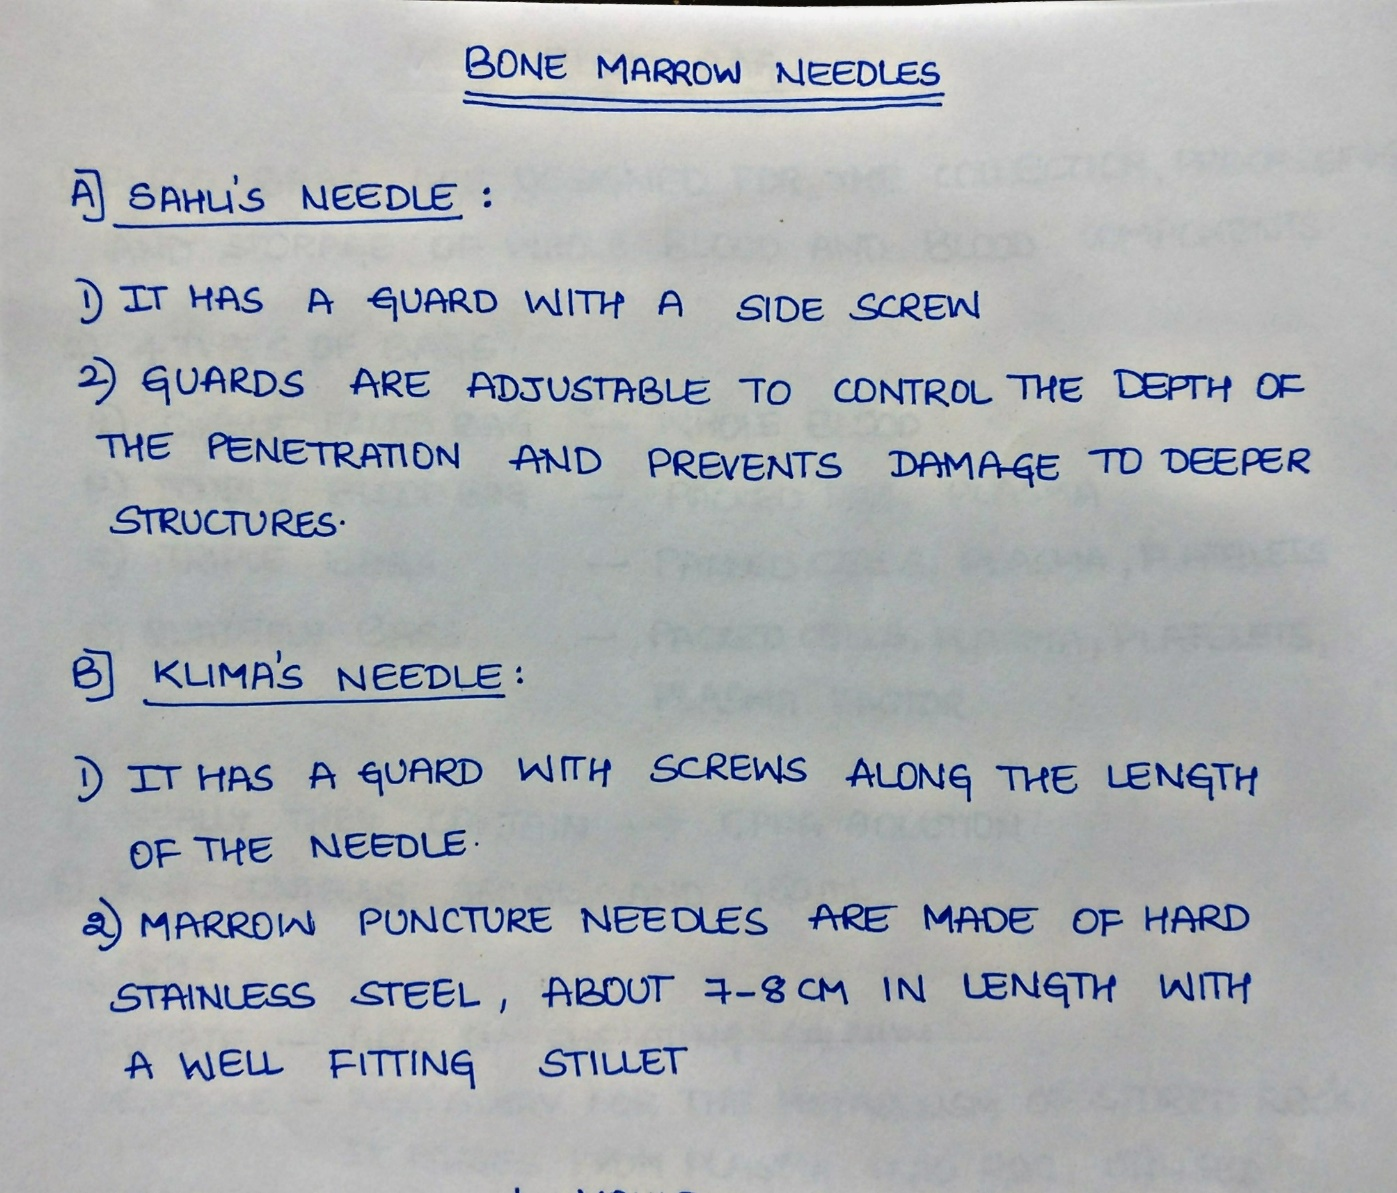 BONE MARROW NEEDLES
A] SAHLI'S NEEDLE :
1) IT HAS A GUARD WITH A SIDE SCREW
2) GUARDS ARE ADJUSTABLE TO CONTROL THE DEPTH OF
THE PENETRATION AND PREVENTS DAMAGE TO DEEPER
STRUCTURES.
B] KLIMA'S NEEDLE :
1) IT HAS A GUARD WITH SCREWS ALONG THE LENGTH
OF THE NEEDLE.
2) MARROW PUNCTURE NEEDLES ARE MADE OF HARD
STAINLESS STEEL, ABOUT 7-8 CM IN LENGTH WITH
A WELL FITTING STILLET